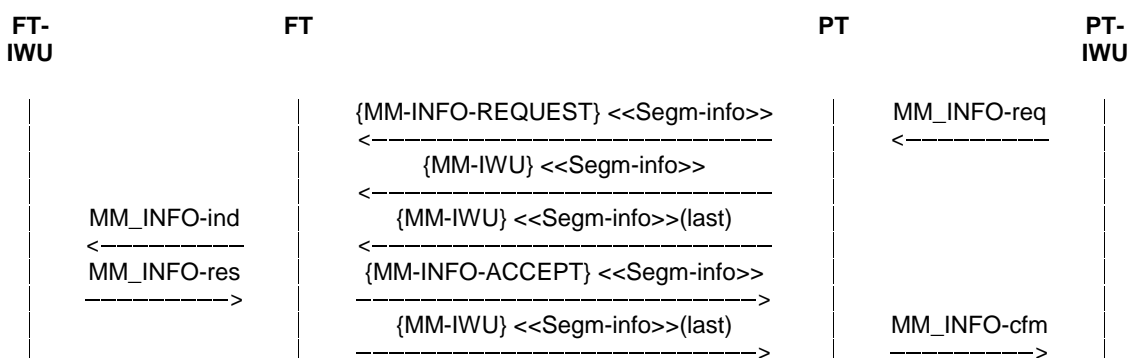 FT-IWU FT PT PT-IWU
{MM-INFO-REQUEST} <<Segm-info>> MM_INFO-req
{MM-IWU} <<Segm-info>>
MM_INFO-ind {MM-IWU} <<Segm-info>>(last)
MM_INFO-res {MM-INFO-ACCEPT} <<Segm-info>>
{MM-IWU} <<Segm-info>>(last) MM_INFO-cfm